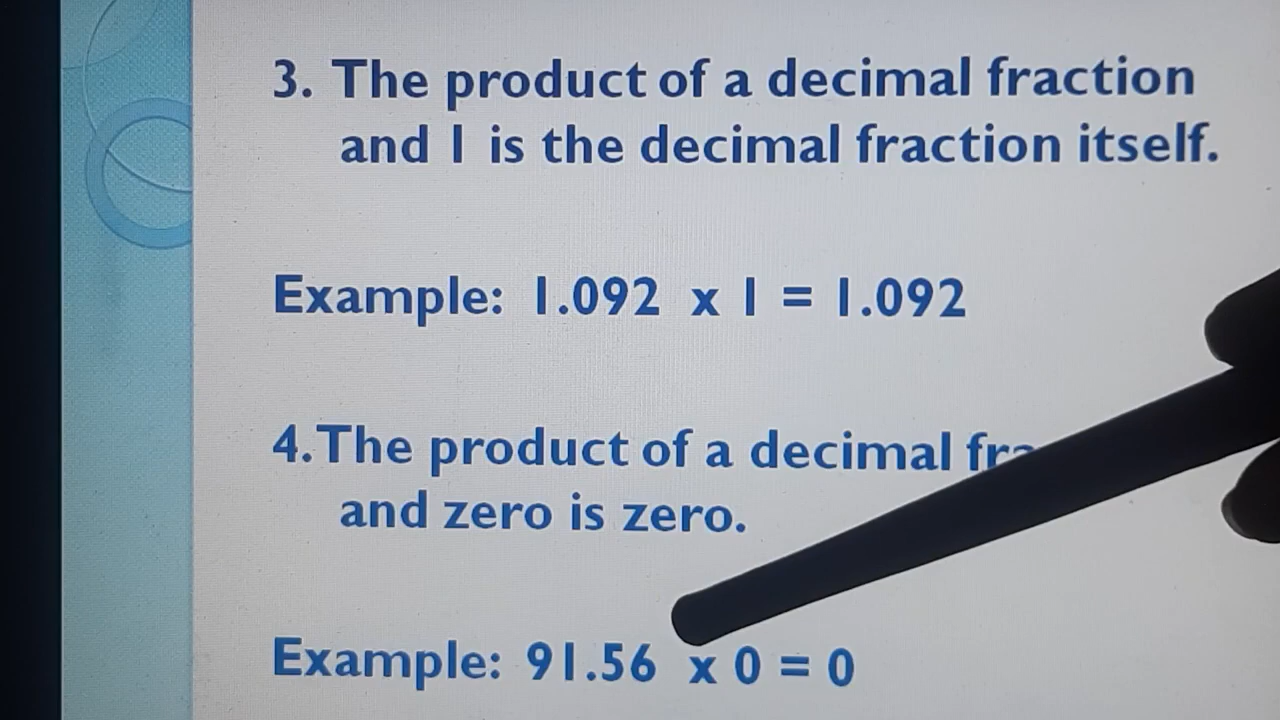 3. The product of a decimal fraction
and 1 is the decimal fraction itself.
Example: 1.092 x 1 = 1.092
4.The product of a decimal
and zero is zero.
Example: 91.56 x 0 = 0